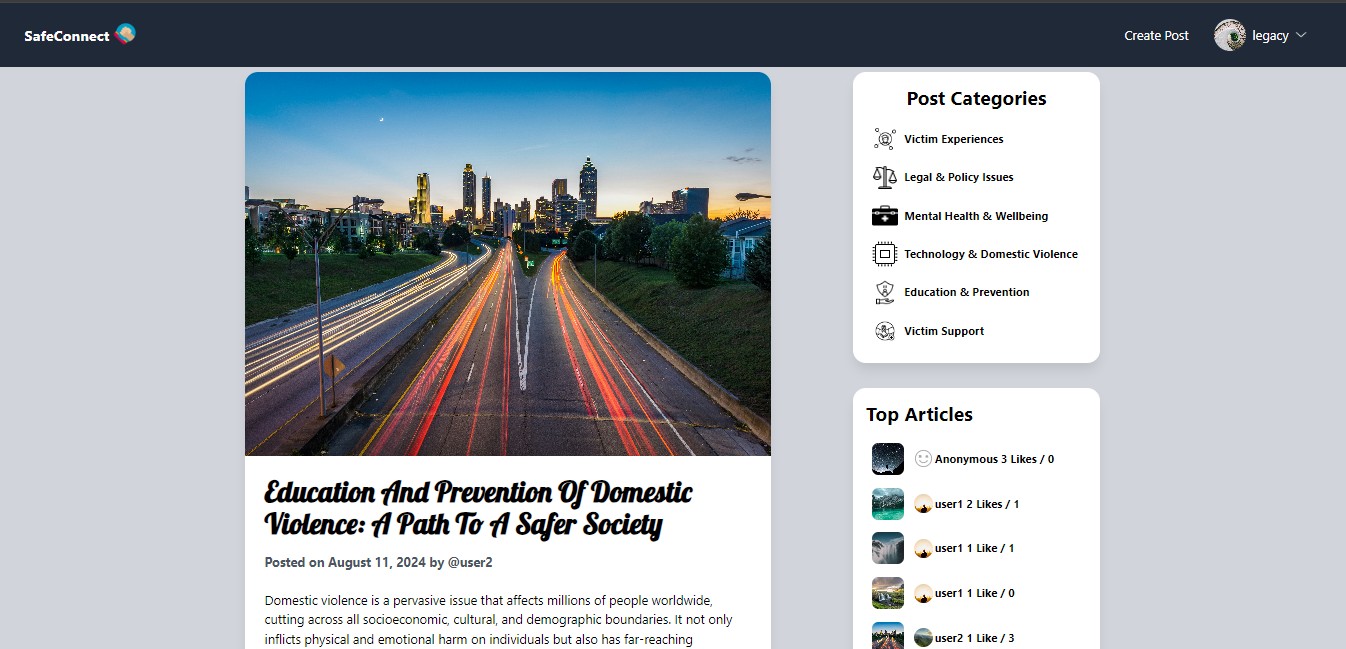 SafeConnect
Create Post
legacy
Education And Prevention Of Domestic
Violence: A Path To A Safer Society
Posted on August 11, 2024 by @user2
Domestic violence is a pervasive issue that affects millions of people worldwide,
cutting across all socioeconomic, cultural, and demographic boundaries. It not only
inflicts physical and emotional harm on individuals but also has far-reaching
Post Categories
Victim Experiences
Legal & Policy Issues
Mental Health & Wellbeing
Technology & Domestic Violence
Education & Prevention
Victim Support
Top Articles
Anonymous 3 Likes / 0
user1 2 Likes / 1
user1 1 Like / 1
user1 1 Like / 0
user2 1 Like / 3